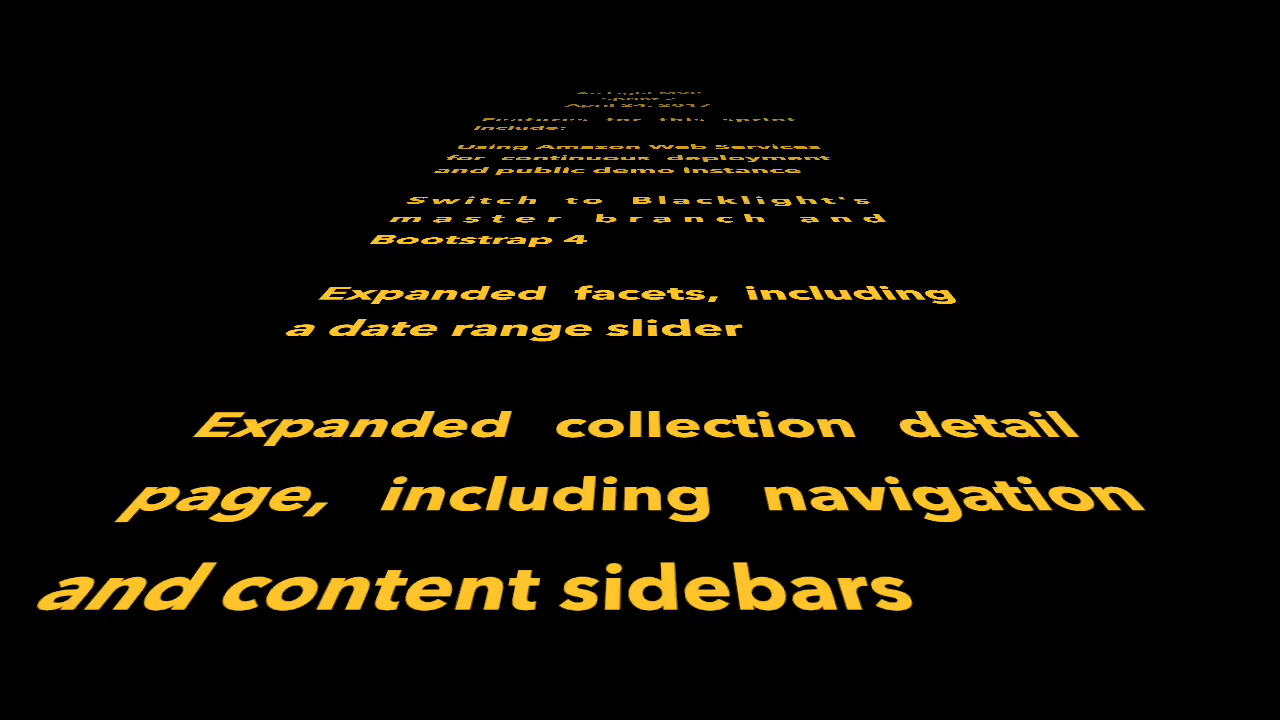 Sprint 2
April 24, 2017
Features for this sprint
include:
Using Amazon Web Services
for continuous deployment
and public demo instance
Switch to Blacklight's
master branch and
Bootstrap 4
Expanded facets, including
a date range slider
Expanded collection detail
page, including navigation
and content sidebars